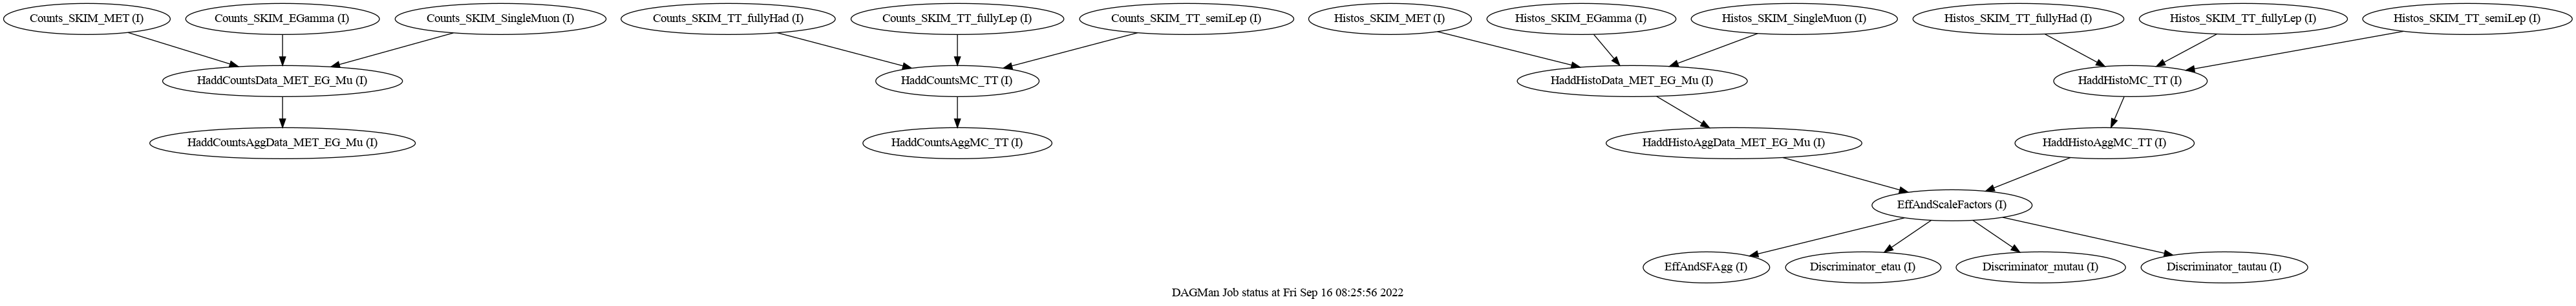 Counts_SKIM_MET (I)
Counts_SKIM_EGamma (I)
Counts_SKIM_SingleMuon (I)
Counts_SKIM_TT_fullyHad (I)
Counts_SKIM_TT_fullyLep (I)
Counts_SKIM_TT_semiLep (I)
Histos_SKIM_MET (I)
Histos_SKIM_EGamma (I)
Histos_SKIM_SingleMuon (I)
Histos_SKIM_TT_fullyHad (I)
Histos_SKIM_TT_fullyLep (I)
Histos_SKIM_TT_semiLep (I)
HaddCountsData_MET_EG_Mu (I)
HaddCountsMC_TT (I)
HaddHistoData_MET_EG_Mu (I)
HaddHistoMC_TT (I)
HaddCountsAggData_MET_EG_Mu (I)
HaddCountsAggMC_TT (I)
HaddHistoAggData_MET_EG_Mu (I)
HaddHistoAggMC_TT (I)
EffAndScaleFactors (I)
EffAndSFAgg (I)
Discriminator_etau (I)
Discriminator_mutau (I)
Discriminator_tautau (I)
DAGMan Job status at Fri Sep 16 08:25:56 2022